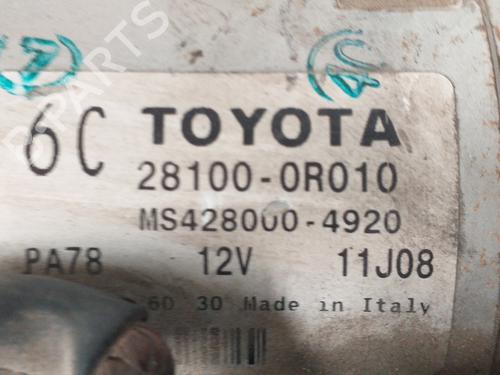 6C TOYOTA
28100-0R010
MS428000-4920
PA78 12V 11J08
60 30 Made in Italy